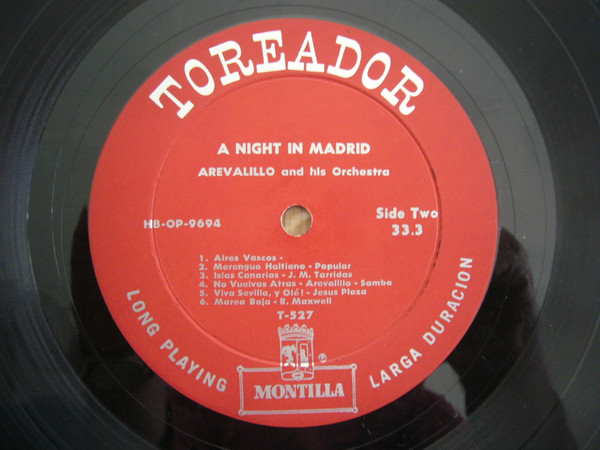 TOREADOR
A NIGHT IN MADRID
AREVALILLO and his Orchestra
HB-OP-9694
Side Two
33.3
1. Aires Vascos -
2. Merengue Haitiano - Popular
3. Islas Canarias - J. M. Tarridas
4. No Vuelvas Atras - Arevalillo - Samba
5. Viva Sevilla, y Olé! - Jesus Plaza
6. Marea Baja - R. Maxwell
T-527
LONG PLAYING
LARGA DURACION
®
MONTILLA